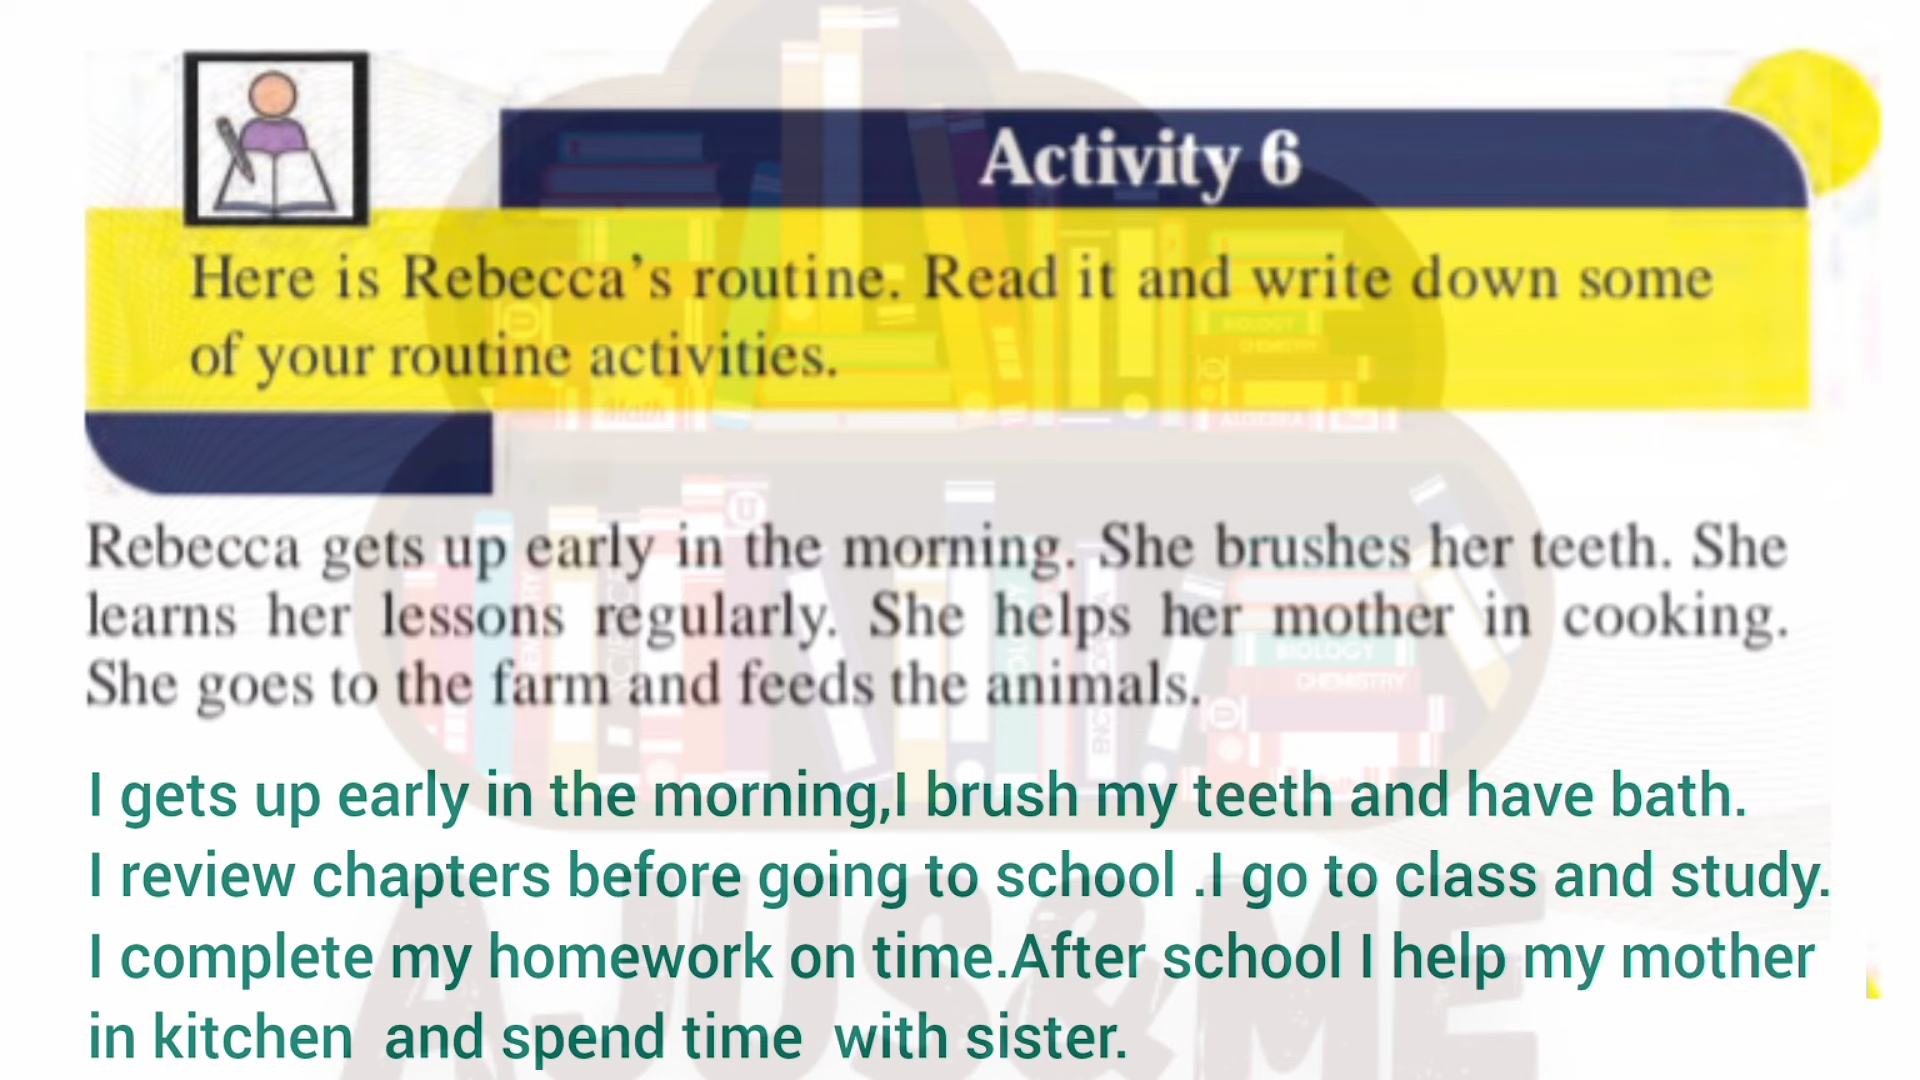 Activity 6
Here is Rebecca's routine. Read it and write down some
of your routine activities.
Rebecca gets up early in the morning. She brushes her teeth. She
learns her lessons regularly. She helps her mother in cooking.
She goes to the farm and feeds the animals.
I gets up early in the morning,I brush my teeth and have bath.
I review chapters before going to school .I go to class and study.
I complete my homework on time.After school I help my mother
in kitchen  and spend time  with sister.
AJUS&ME